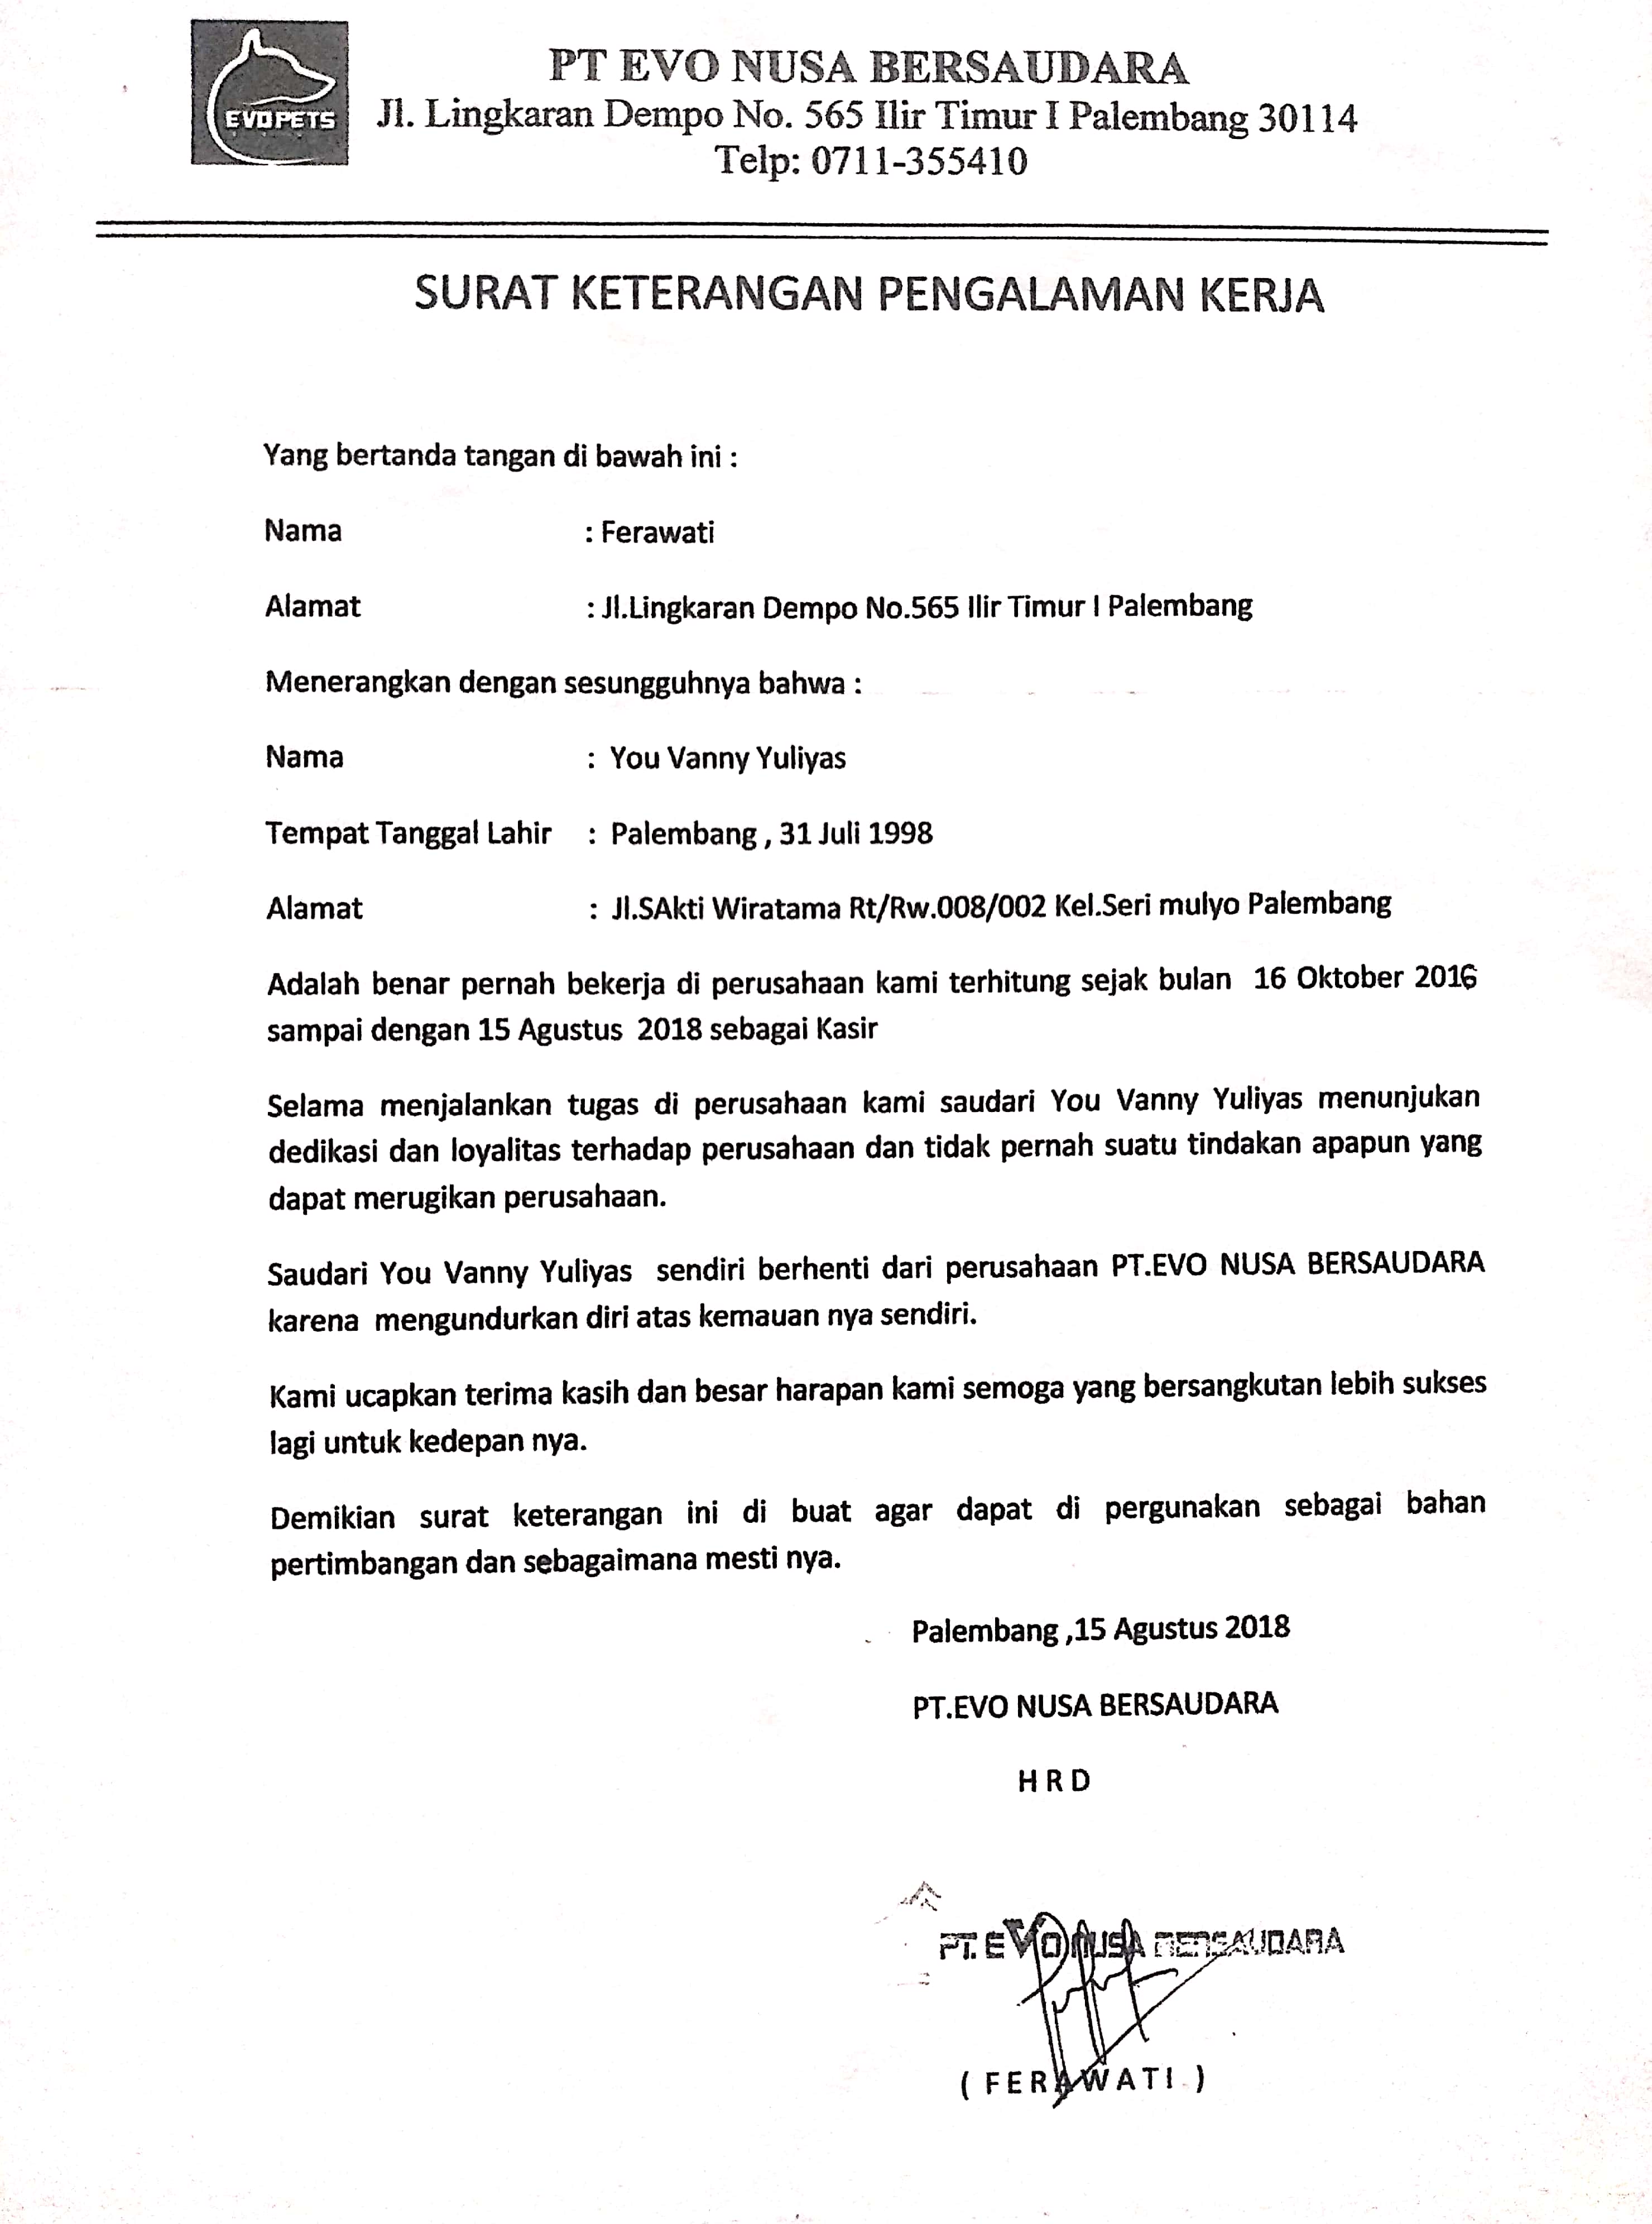 EVOPETS
PT EVO NUSA BERSAUDARA
Jl. Lingkaran Dempo No. 565 Ilir Timur I Palembang 30114
Telp: 0711-355410
SURAT KETERANGAN PENGALAMAN KERJA
Yang bertanda tangan di bawah ini :
Nama : Ferawati
Alamat : Jl.Lingkaran Dempo No.565 Ilir Timur I Palembang
Menerangkan dengan sesungguhnya bahwa :
Nama : You Vanny Yuliyas
Tempat Tanggal Lahir : Palembang , 31 Juli 1998
Alamat : Jl.SAkti Wiratama Rt/Rw.008/002 Kel.Seri mulyo Palembang
Adalah benar pernah bekerja di perusahaan kami terhitung sejak bulan 16 Oktober 2016
sampai dengan 15 Agustus 2018 sebagai Kasir
Selama menjalankan tugas di perusahaan kami saudari You Vanny Yuliyas menunjukan
dedikasi dan loyalitas terhadap perusahaan dan tidak pernah suatu tindakan apapun yang
dapat merugikan perusahaan.
Saudari You Vanny Yuliyas sendiri berhenti dari perusahaan PT.EVO NUSA BERSAUDARA
karena mengundurkan diri atas kemauan nya sendiri.
Kami ucapkan terima kasih dan besar harapan kami semoga yang bersangkutan lebih sukses
lagi untuk kedepan nya.
Demikian surat keterangan ini di buat agar dapat di pergunakan sebagai bahan
pertimbangan dan sebagaimana mesti nya.
Palembang ,15 Agustus 2018
PT.EVO NUSA BERSAUDARA
H R D
PT. EVO NUSA BERSAUDARA
( F E R A W A T I )